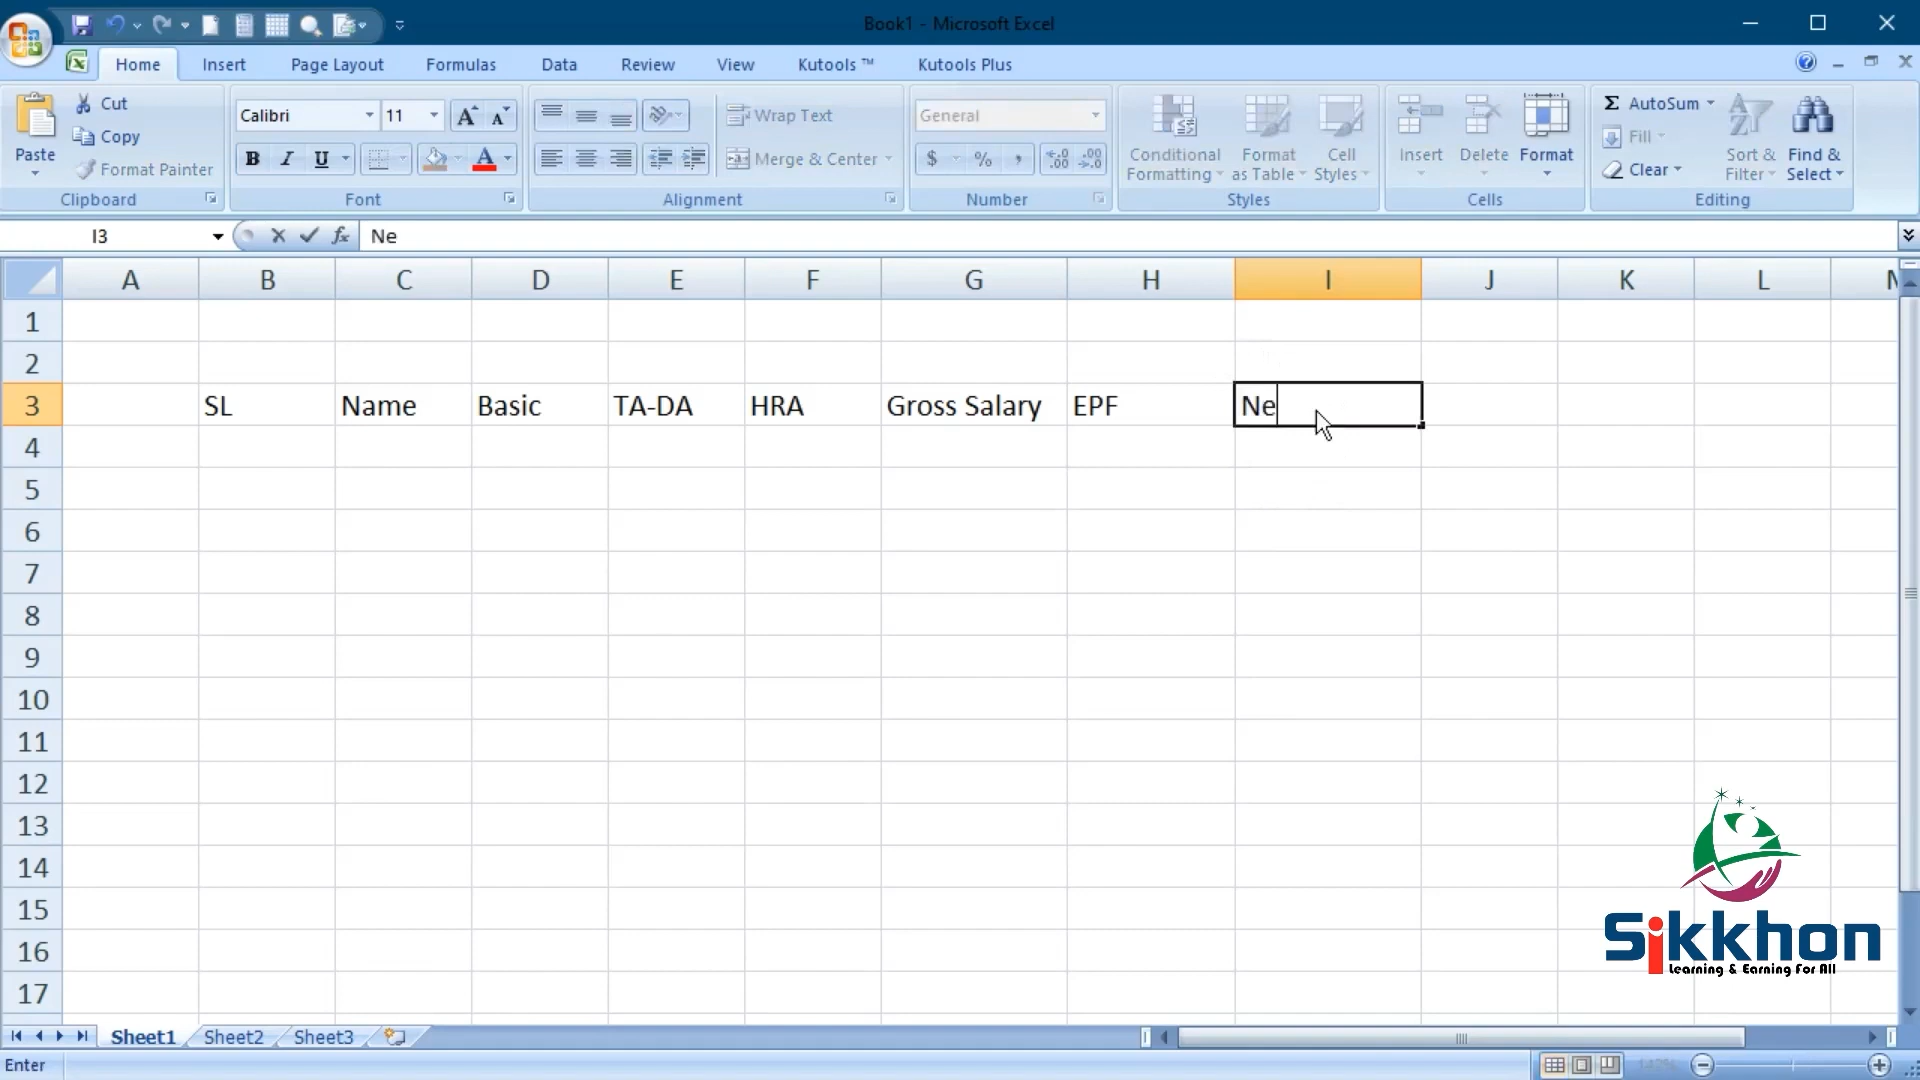 Book1 - Microsoft Excel
Home Insert Page Layout Formulas Data Review View Kutools ™ Kutools Plus
Paste
Cut
Copy
Format Painter
Clipboard
Calibri 11
B I U
Font
Wrap Text
Merge & Center
Alignment
General
$ % ,
Number
Conditional Formatting
Format as Table
Cell Styles
Styles
Insert Delete Format
Cells
Σ AutoSum
Fill
Clear
Sort & Filter
Find & Select
Editing
I3 fx Ne
A B C D E F G H I J K L
1
2
3 SL Name Basic TA-DA HRA Gross Salary EPF Ne
4
5
6
7
8
9
10
11
12
13
14
15
16
17
Sikkhon
Learning & Earning For All
Sheet1 Sheet2 Sheet3
Enter